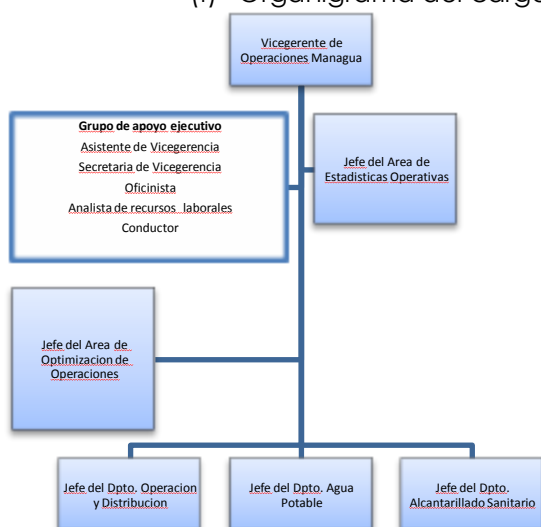 (I) Organigrama del cargo
Vicegerente de
Operaciones Managua
Grupo de apoyo ejecutivo
Asistente de Vicegerencia
Secretaria de Vicegerencia
Oficinista
Analista de recursos laborales
Conductor
Jefe del Area de
Estadisticas Operativas
Jefe del Area de
Optimizacion de
Operaciones
Jefe del Dpto. Operacion
y Distribucion
Jefe del Dpto. Agua
Potable
Jefe del Dpto.
Alcantarillado Sanitario